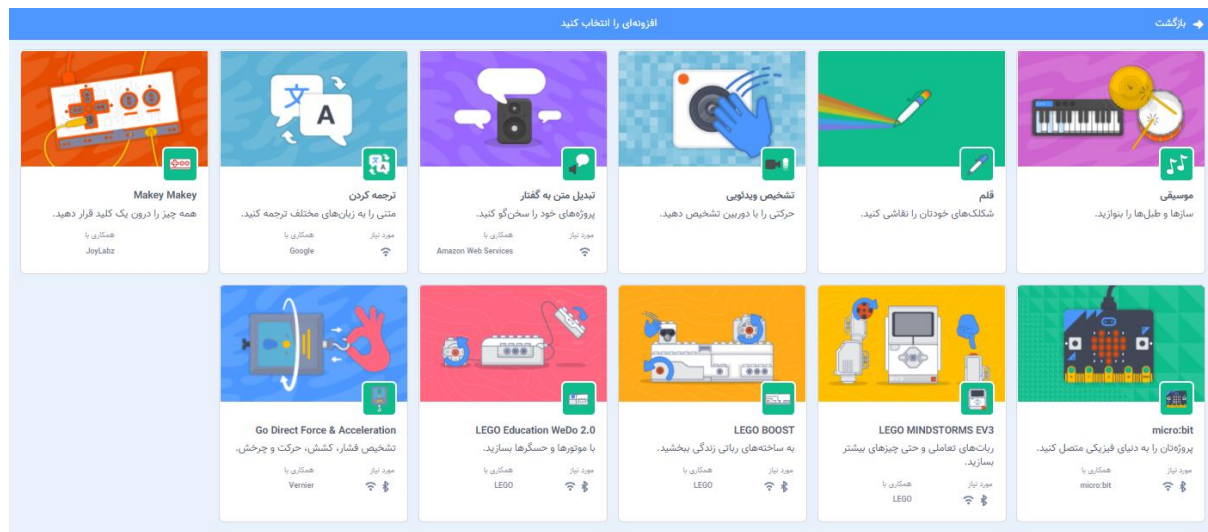 بازگشت
افزونه‌ای را انتخاب کنید
موسیقی
سازها و طبل‌ها را بنوازید.
قلم
شکلک‌های خودتان را نقاشی کنید.
تشخیص ویدئویی
حرکتی را با دوربین تشخیص دهید.
تبدیل متن به گفتار
پروژه‌های خود را سخن‌گو کنید.
مورد نیاز
همکاری با
Amazon Web Services
文
A
ترجمه کردن
متنی را به زبان‌های مختلف ترجمه کنید.
مورد نیاز
همکاری با
Google
Makey Makey
همه چیز را درون یک کلید قرار دهید.
همکاری با
JoyLabz
micro:bit
پروژه‌تان را به دنیای فیزیکی متصل کنید.
مورد نیاز
همکاری با
micro:bit
LEGO MINDSTORMS EV3
ربات‌های تعاملی و حتی چیزهای بیشتر
بسازید.
مورد نیاز
همکاری با
LEGO
LEGO BOOST
به ساخته‌های رباتی زندگی ببخشید.
مورد نیاز
همکاری با
LEGO
LEGO Education WeDo 2.0
با موتورها و حسگرها بسازید.
مورد نیاز
همکاری با
LEGO
Go Direct Force & Acceleration
تشخیص فشار، کشش، حرکت و چرخش.
مورد نیاز
همکاری با
Vernier